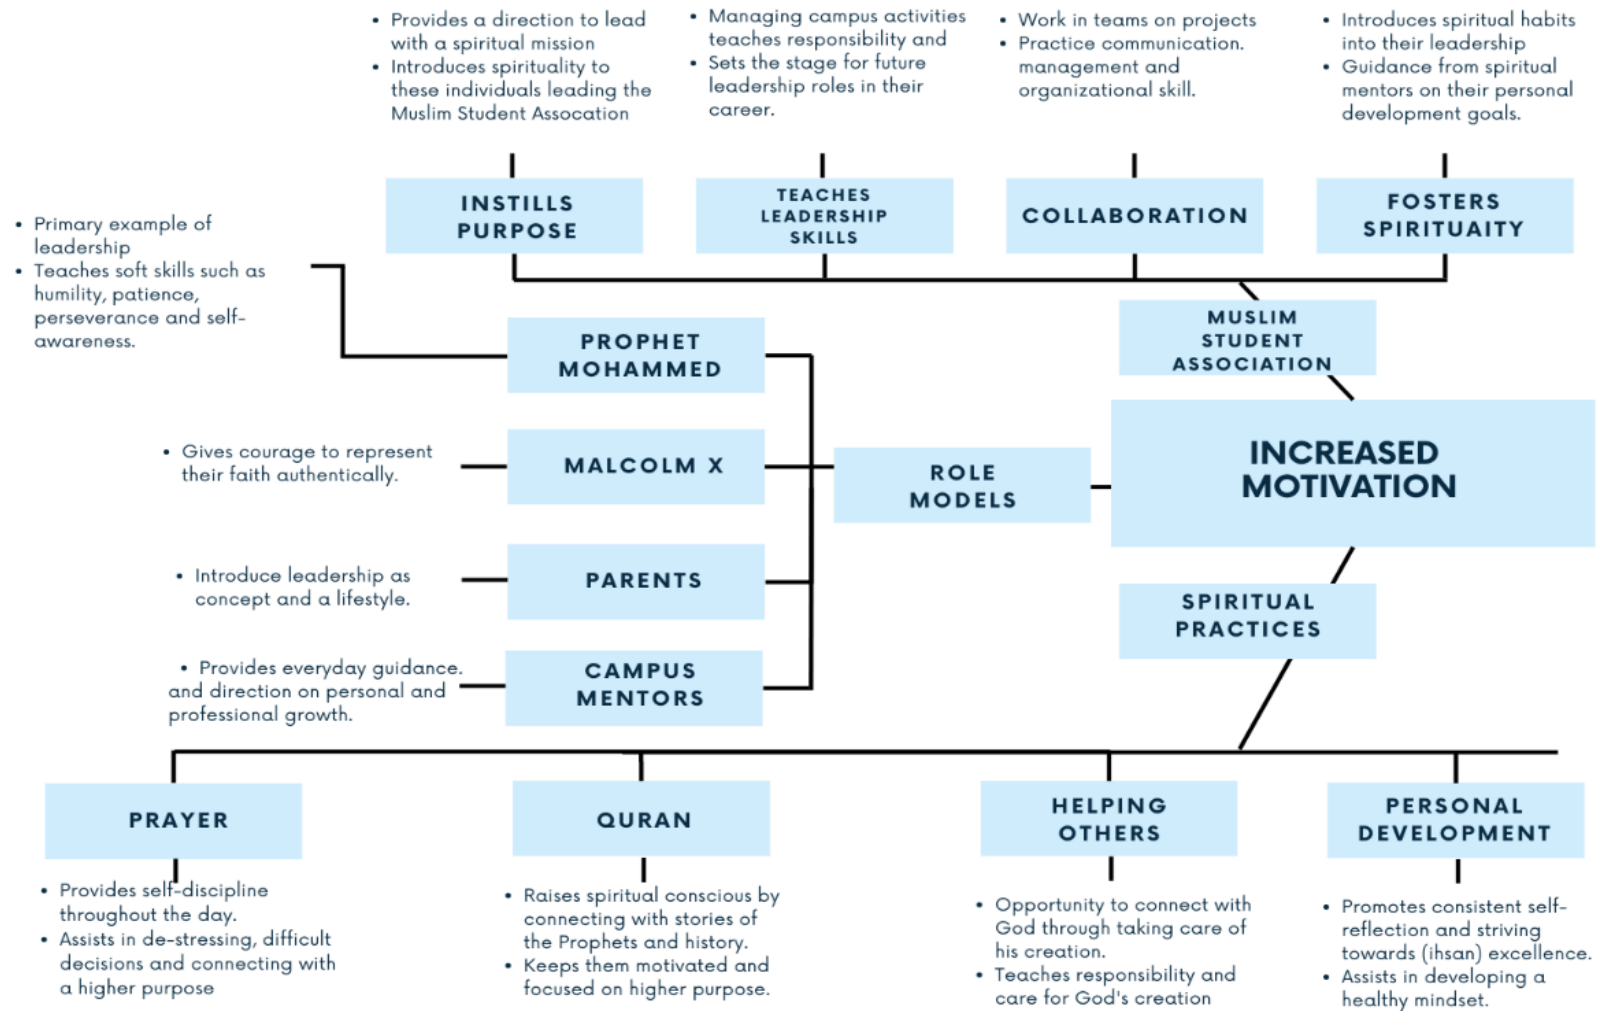 • Provides a direction to lead
with a spiritual mission
• Introduces spirituality to
these individuals leading the
Muslim Student Assocation
• Managing campus activities
teaches responsibility and
• Sets the stage for future
leadership roles in their
career.
• Work in teams on projects
• Practice communication.
management and
organizational skill.
• Introduces spiritual habits
into their leadership
• Guidance from spiritual
mentors on their personal
development goals.
INSTILLS
PURPOSE
TEACHES
LEADERSHIP
SKILLS
COLLABORATION
FOSTERS
SPIRITUAITY
• Primary example of
leadership
• Teaches soft skills such as
humility, patience,
perseverance and self-
awareness.
PROPHET
MOHAMMED
MUSLIM
STUDENT
ASSOCIATION
• Gives courage to represent
their faith authentically.
MALCOLM X
ROLE
MODELS
INCREASED
MOTIVATION
• Introduce leadership as
concept and a lifestyle.
PARENTS
SPIRITUAL
PRACTICES
• Provides everyday guidance.
and direction on personal and
professional growth.
CAMPUS
MENTORS
PRAYER
QURAN
HELPING
OTHERS
PERSONAL
DEVELOPMENT
• Provides self-discipline
throughout the day.
• Assists in de-stressing, difficult
decisions and connecting with
a higher purpose
• Raises spiritual conscious by
connecting with stories of
the Prophets and history.
• Keeps them motivated and
focused on higher purpose.
• Opportunity to connect with
God through taking care of
his creation.
• Teaches responsibility and
care for God's creation
• Promotes consistent self-
reflection and striving
towards (ihsan) excellence.
• Assists in developing a
healthy mindset.